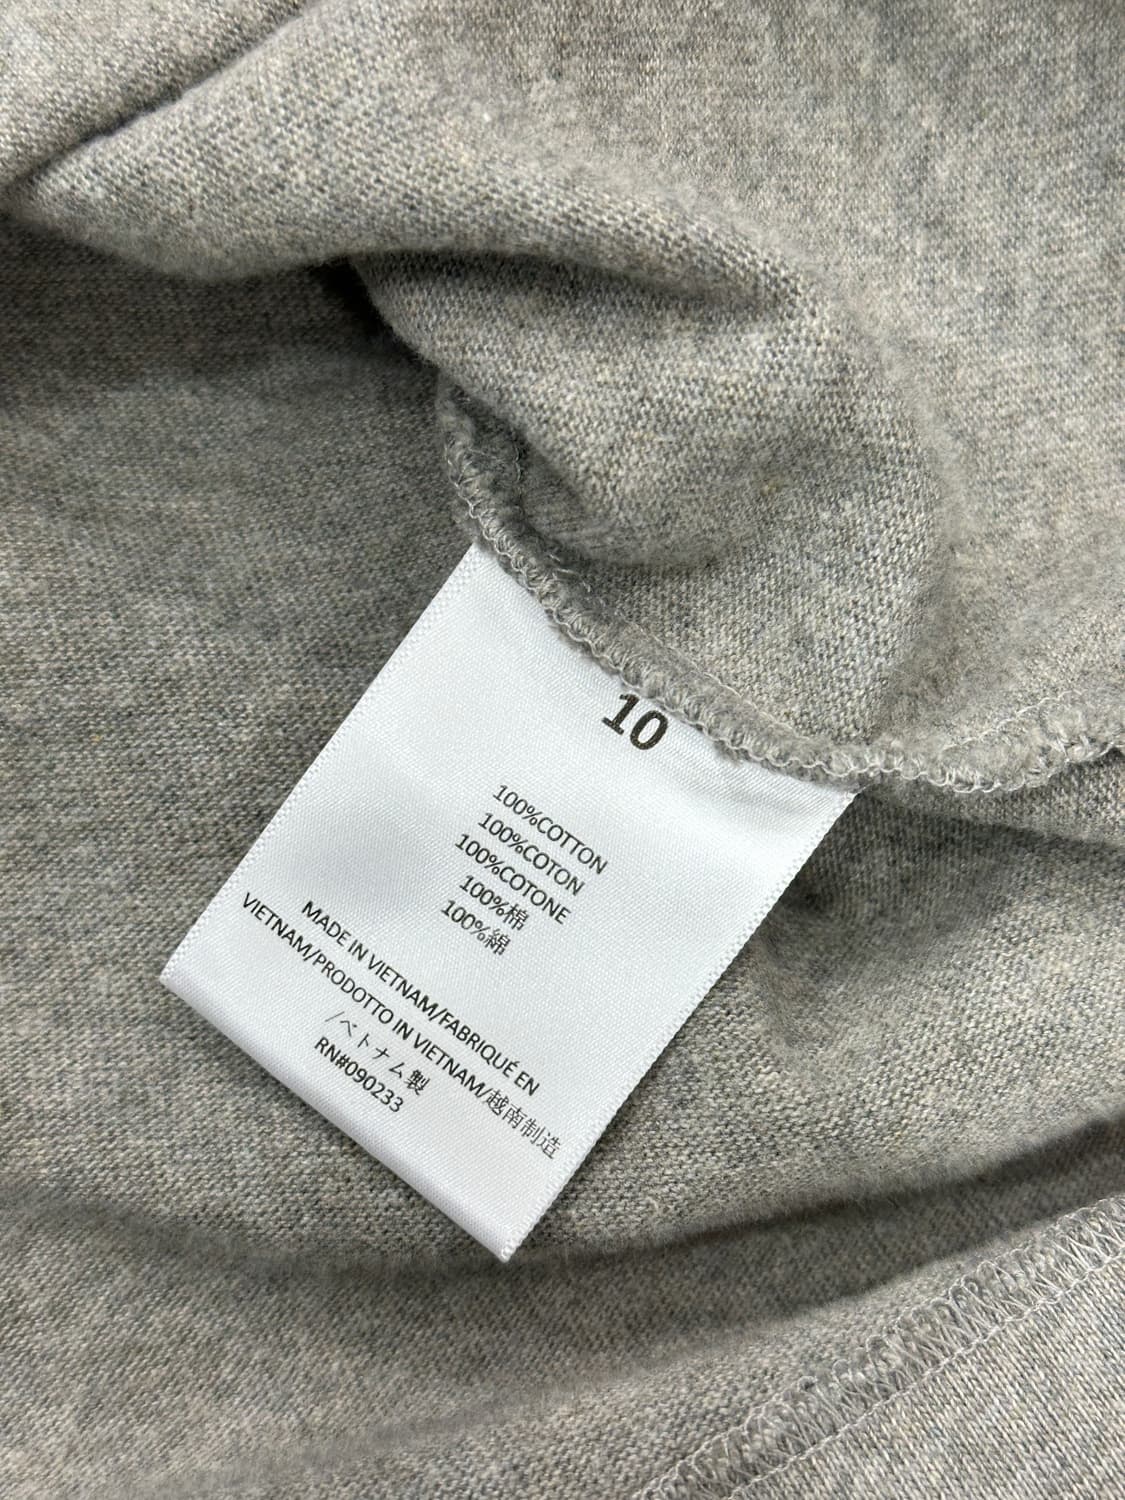 10
100%COTTON
100%COTON
100%COTONE
100%棉
100%綿
MADE IN VIETNAM/FABRIQUÉ EN
VIETNAM/PRODOTTO IN VIETNAM/越南制造
/ベトナム製
RN#090233